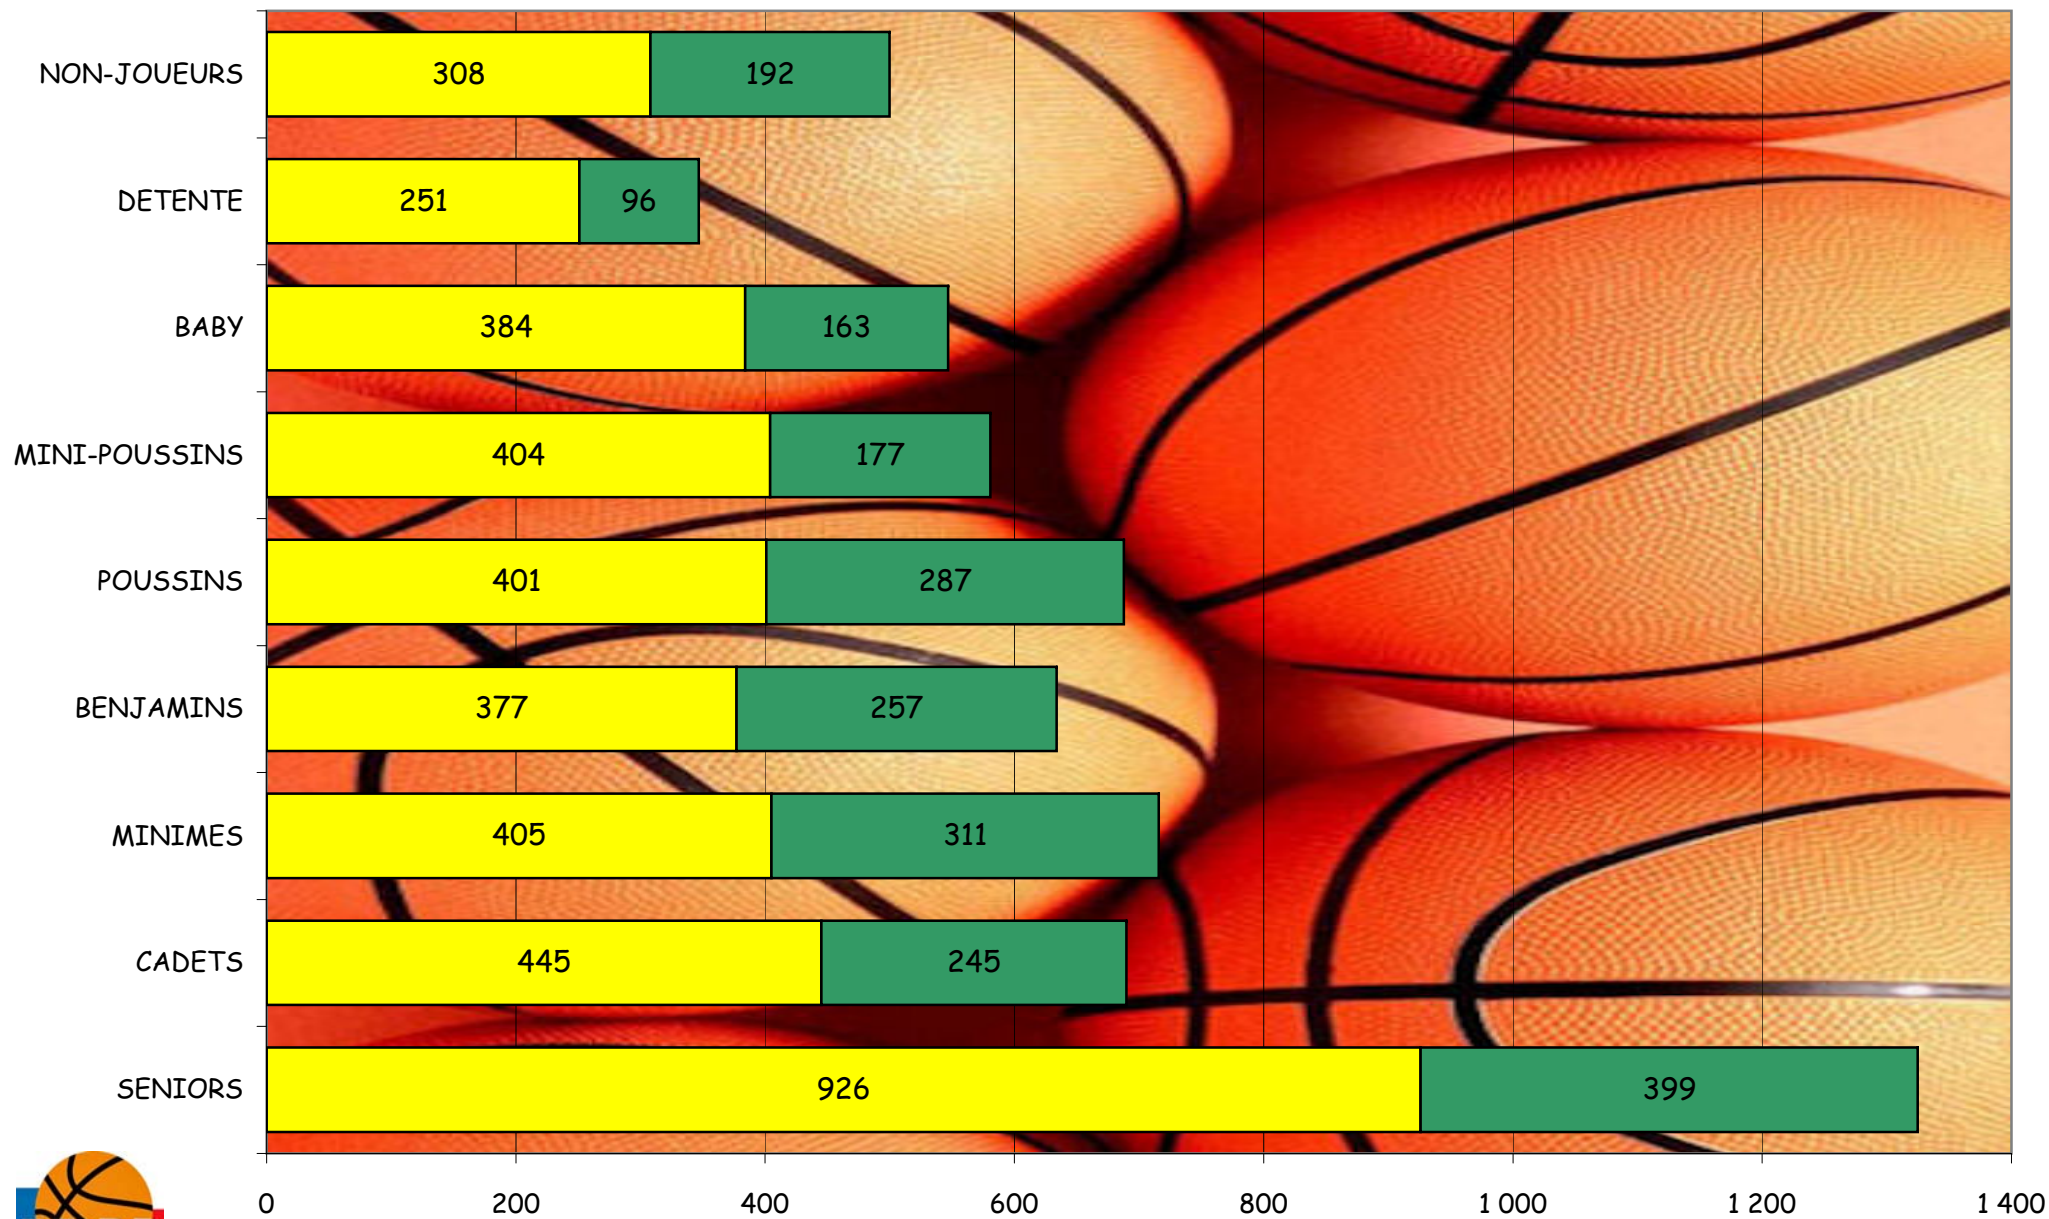 NON-JOUEURS 308 192
DETENTE 251 96
BABY 384 163
MINI-POUSSINS 404 177
POUSSINS 401 287
BENJAMINS 377 257
MINIMES 405 311
CADETS 445 245
SENIORS 926 399
0 200 400 600 800 1 000 1 200 1 400